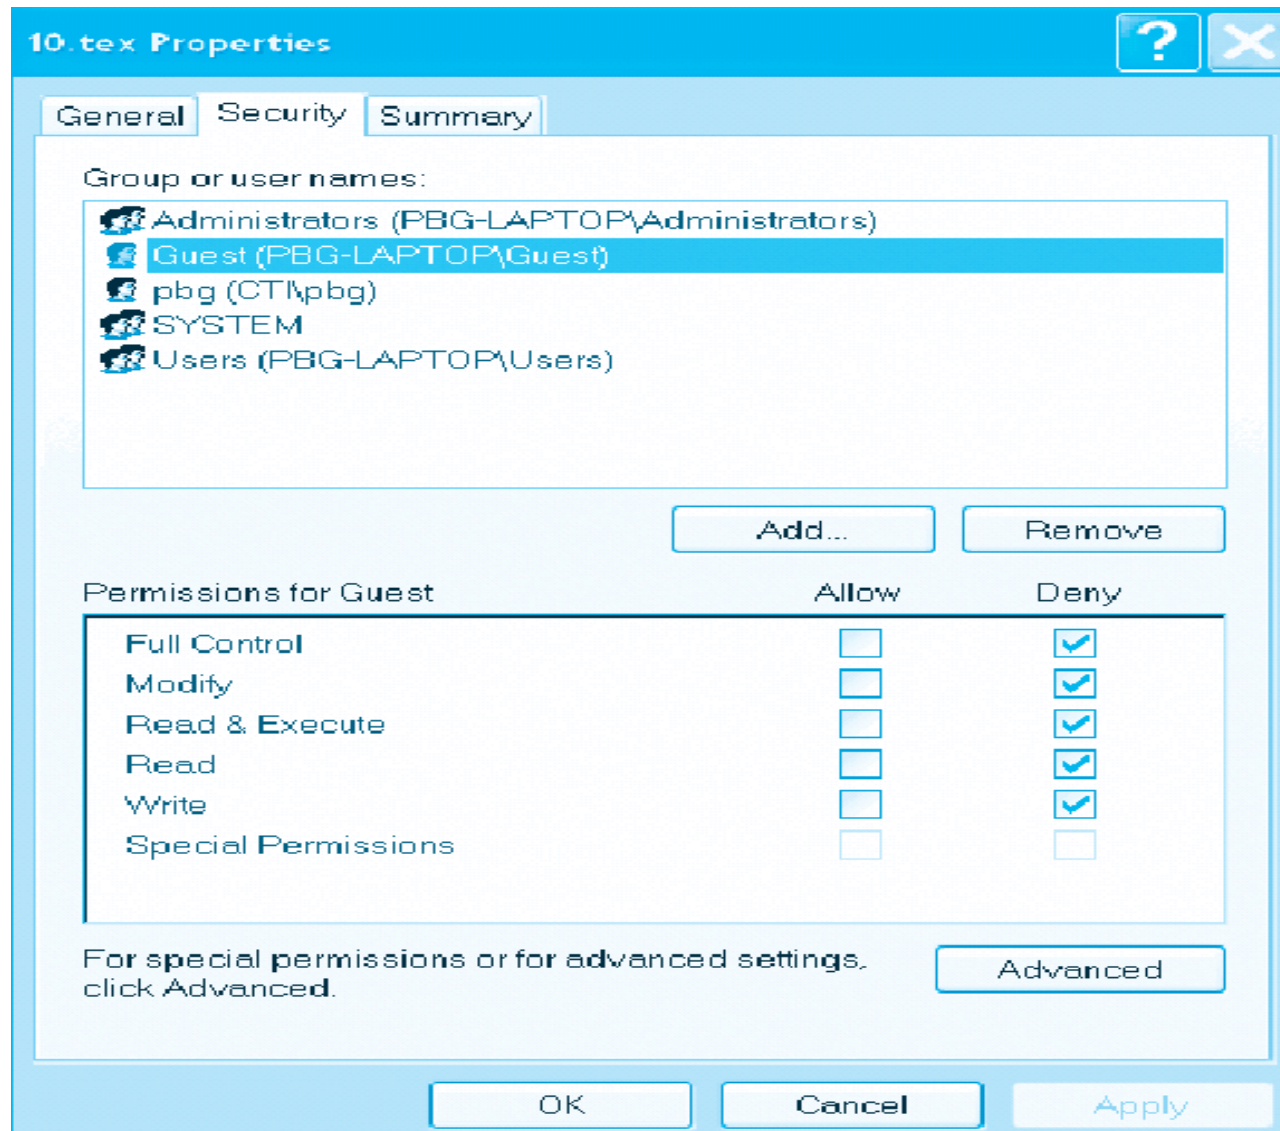 10.tex Properties
?
General Security Summary
Group or user names:
Administrators (PBG-LAPTOP\Administrators)
Guest (PBG-LAPTOP\Guest)
pbg (CTI\pbg)
SYSTEM
Users (PBG-LAPTOP\Users)
Add... Remove
Permissions for Guest Allow Deny
Full Control
Modify
Read & Execute
Read
Write
Special Permissions
For special permissions or for advanced settings,
click Advanced.
Advanced
OK Cancel Apply